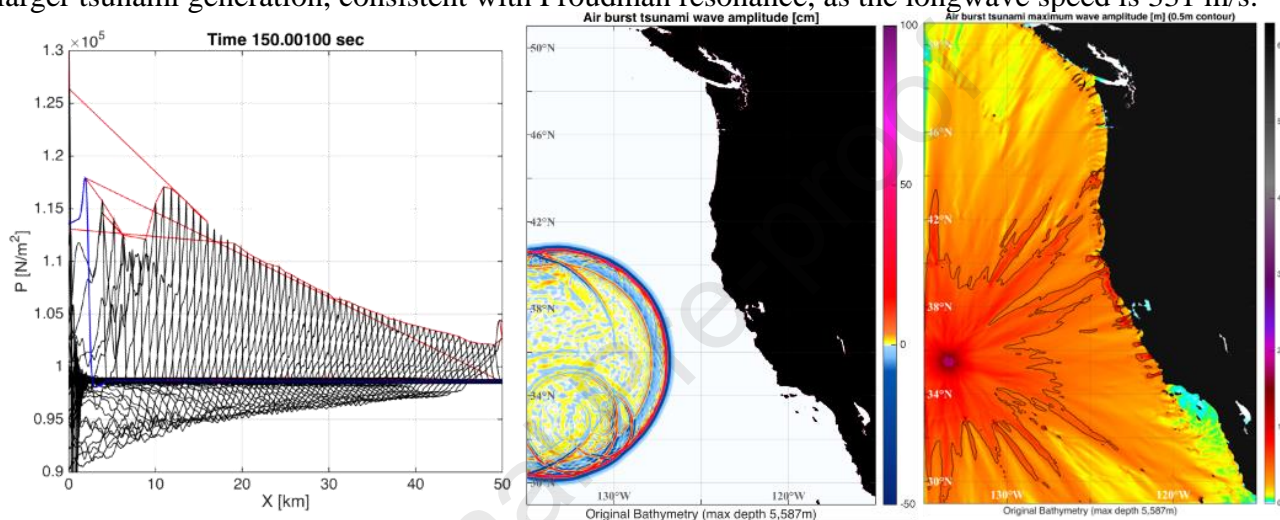 larger tsunami generation, consistent with Proudman resonance, as the longwave speed is 331 m/s.
Time 150.00100 sec
×10⁵
1.3
1.25
1.2
1.15
1.1
1.05
1
0.95
0.9
P [N/m²]
0
10
20
30
40
50
X [km]
Air burst tsunami wave amplitude [cm]
50°N
46°N
42°N
38°N
34°N
30°N
130°W
120°W
100
50
0
-50
Original Bathymetry (max depth 5,587m)
Air burst tsunami maximum wave amplitude [m] (0.5m contour)
46°N
42°N
38°N
34°N
30°N
130°W
120°W
Original Bathymetry (max depth 5,587m)
pre-proof